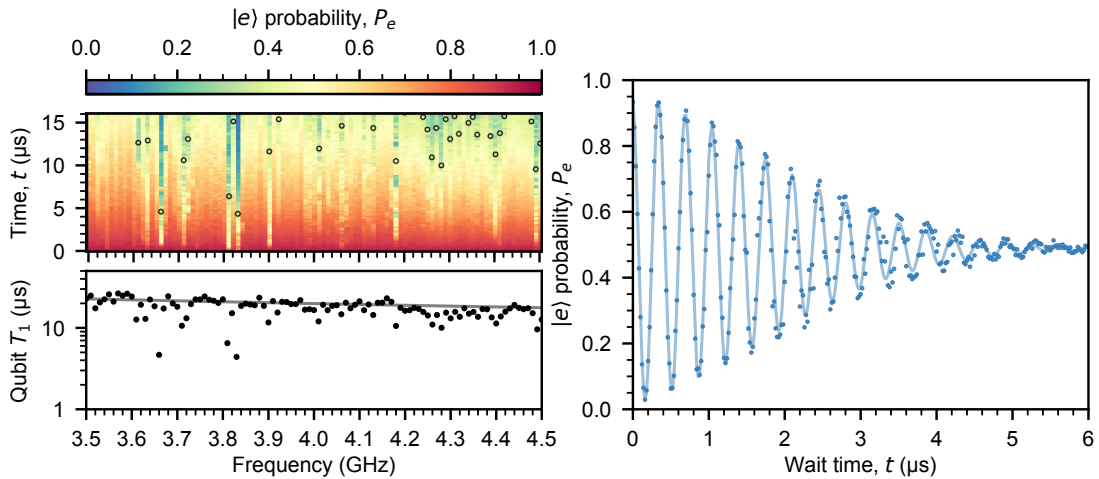 |e⟩ probability, Pₑ
0.0 0.2 0.4 0.6 0.8 1.0
Time, t (µs)
15
10
5
0
Qubit T₁ (µs)
10
1
3.5 3.6 3.7 3.8 3.9 4.0 4.1 4.2 4.3 4.4 4.5
Frequency (GHz)
|e⟩ probability, Pₑ
1.0
0.8
0.6
0.4
0.2
0.0
0 1 2 3 4 5 6
Wait time, t (µs)